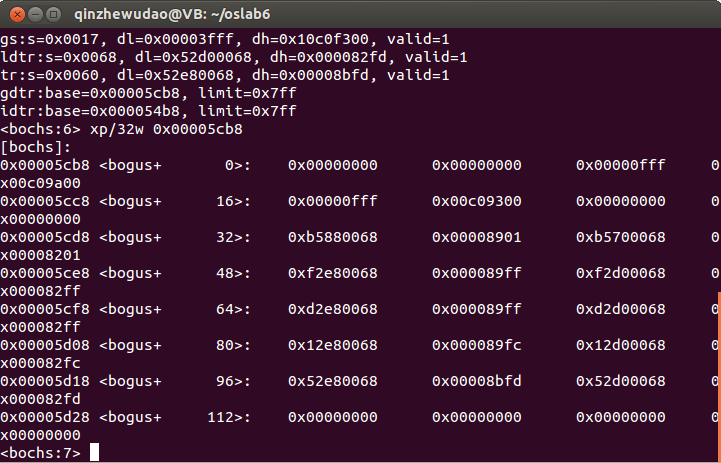 qinzhewudao@VB: ~/oslab6
gs:s=0x0017, dl=0x00003fff, dh=0x10c0f300, valid=1
ldtr:s=0x0068, dl=0x52d00068, dh=0x000082fd, valid=1
tr:s=0x0060, dl=0x52e80068, dh=0x00008bfd, valid=1
gdtr:base=0x00005cb8, limit=0x7ff
idtr:base=0x000054b8, limit=0x7ff
<bochs:6> xp/32w 0x00005cb8
[bochs]:
0x00005cb8 <bogus+       0>:    0x00000000      0x00000000      0x00000fff      0
x00c09a00
0x00005cc8 <bogus+      16>:    0x00000fff      0x00c09300      0x00000000      0
x00000000
0x00005cd8 <bogus+      32>:    0xb5880068      0x00008901      0xb5700068      0
x00008201
0x00005ce8 <bogus+      48>:    0xf2e80068      0x000089ff      0xf2d00068      0
x000082ff
0x00005cf8 <bogus+      64>:    0xd2e80068      0x000089ff      0xd2d00068      0
x000082ff
0x00005d08 <bogus+      80>:    0x12e80068      0x000089fc      0x12d00068      0
x000082fc
0x00005d18 <bogus+      96>:    0x52e80068      0x00008bfd      0x52d00068      0
x000082fd
0x00005d28 <bogus+     112>:    0x00000000      0x00000000      0x00000000      0
x00000000
<bochs:7>